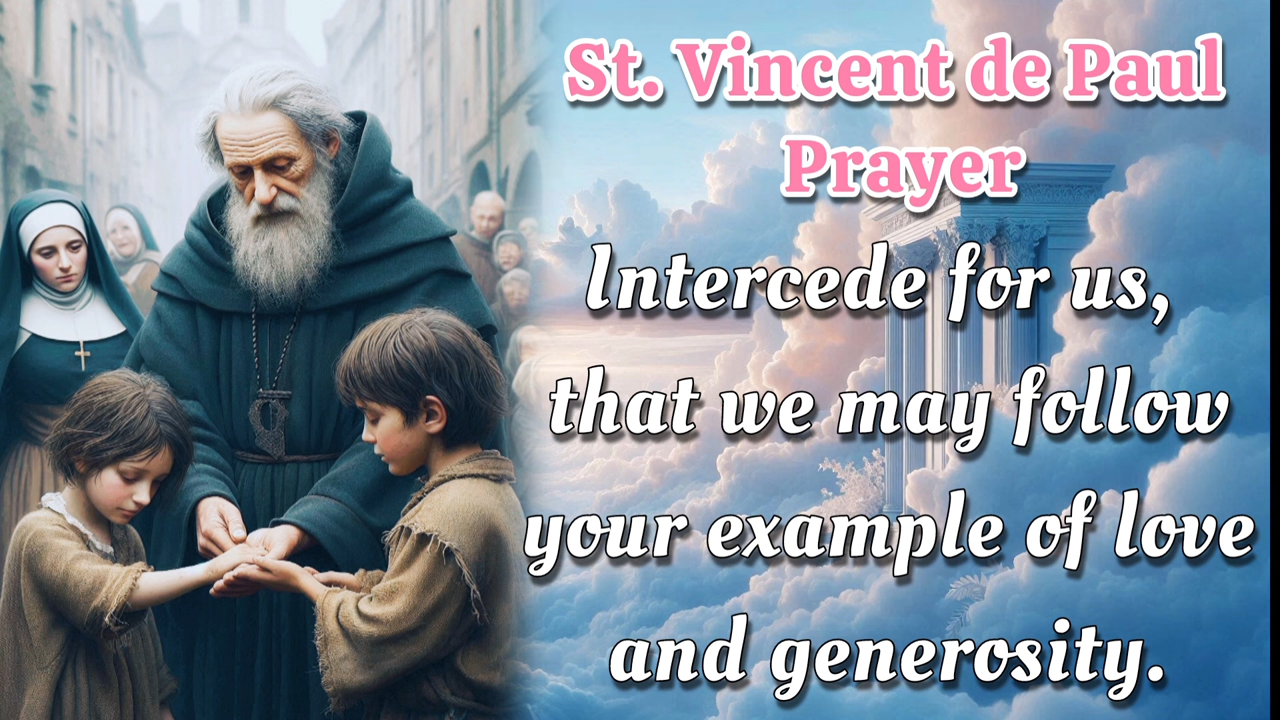 St. Vincent de Paul
Prayer
Intercede for us,
that we may follow
your example of love
and generosity.